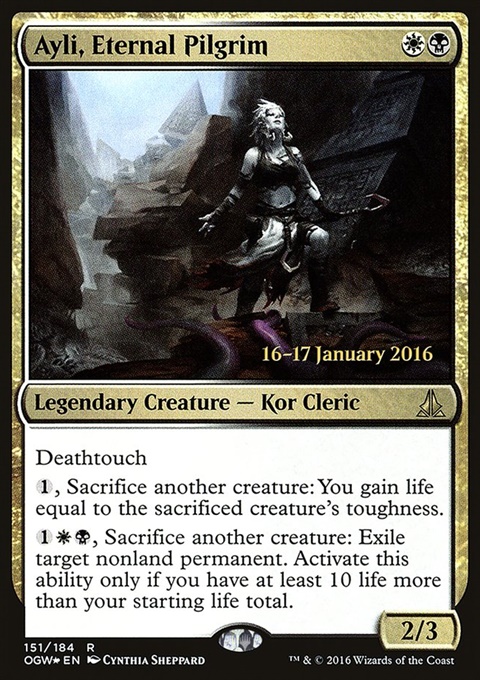 Ayli, Eternal Pilgrim
16–17 January 2016
Legendary Creature — Kor Cleric
Deathtouch
1, Sacrifice another creature: You gain life
equal to the sacrificed creature's toughness.
1, Sacrifice another creature: Exile
target nonland permanent. Activate this
ability only if you have at least 10 life more
than your starting life total.
2/3
151/184 R
OGW★EN Cynthia Sheppard
™ & © 2016 Wizards of the Coast